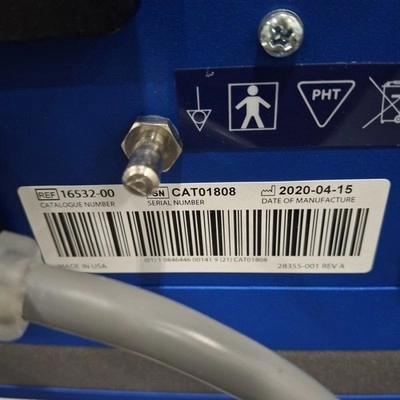 PHT
REF 16532-00 SN CAT01808 2020-04-15
CATALOGUE NUMBER SERIAL NUMBER DATE OF MANUFACTURE
(01) 1 0846446 00141 9 (21) CAT01808
MADE IN USA 28355-001 REV A